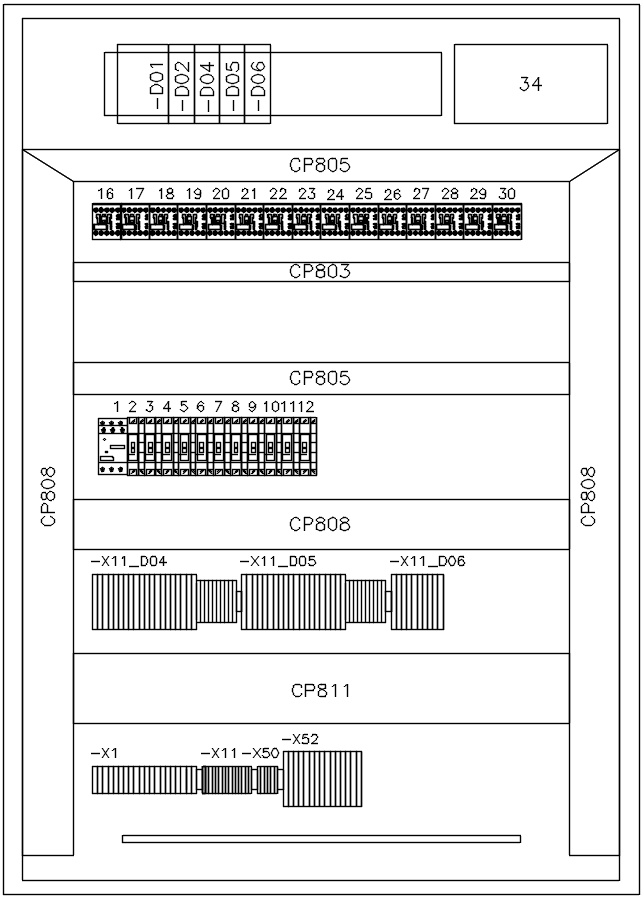 -D01 -D02 -D04 -D05 -D06
34
CP805
16 17 18 19 20 21 22 23 24 25 26 27 28 29 30
CP803
CP805
1 2 3 4 5 6 7 8 9 10 11 12
CP808
CP808
CP808
-X11_D04 -X11_D05 -X11_D06
CP811
-X1 -X11 -X50 -X52